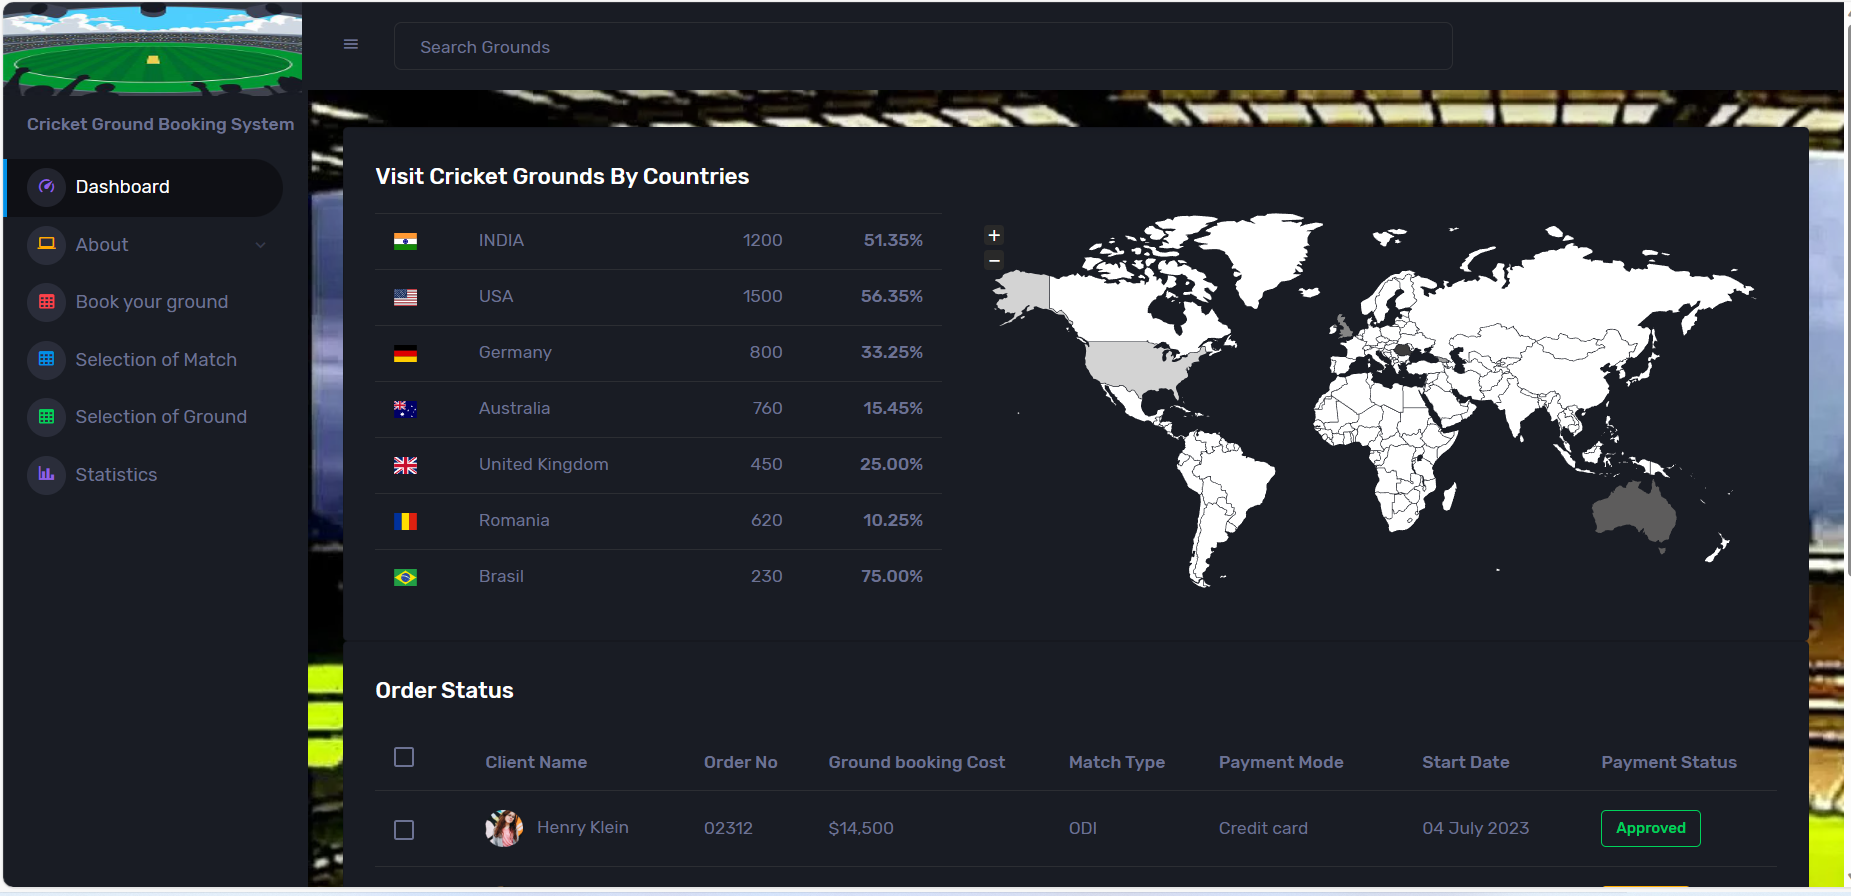 Search Grounds
Cricket Ground Booking System
Dashboard
About
Book your ground
Selection of Match
Selection of Ground
Statistics
Visit Cricket Grounds By Countries
INDIA 1200 51.35%
USA 1500 56.35%
Germany 800 33.25%
Australia 760 15.45%
United Kingdom 450 25.00%
Romania 620 10.25%
Brasil 230 75.00%
+
−
Order Status
Client Name Order No Ground booking Cost Match Type Payment Mode Start Date Payment Status
Henry Klein 02312 $14,500 ODI Credit card 04 July 2023 Approved